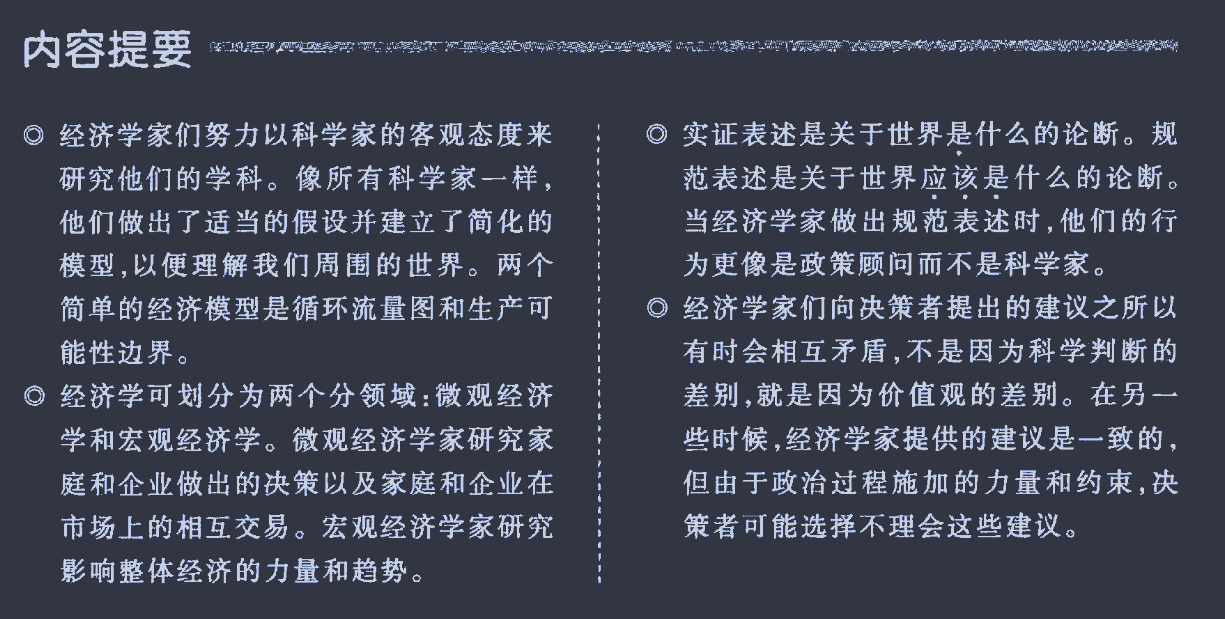 内容提要
◎ 经济学家们努力以科学家的客观态度来
研究他们的学科。像所有科学家一样,
他们做出了适当的假设并建立了简化的
模型,以便理解我们周围的世界。两个
简单的经济模型是循环流量图和生产可
能性边界。
◎ 经济学可划分为两个分领域:微观经济
学和宏观经济学。微观经济学家研究家
庭和企业做出的决策以及家庭和企业在
市场上的相互交易。宏观经济学家研究
影响整体经济的力量和趋势。
◎ 实证表述是关于世界是什么的论断。规
范表述是关于世界应该是什么的论断。
当经济学家做出规范表述时,他们的行
为更像是政策顾问而不是科学家。
◎ 经济学家们向决策者提出的建议之所以
有时会相互矛盾,不是因为科学判断的
差别,就是因为价值观的差别。在另一
些时候,经济学家提供的建议是一致的,
但由于政治过程施加的力量和约束,决
策者可能选择不理会这些建议。